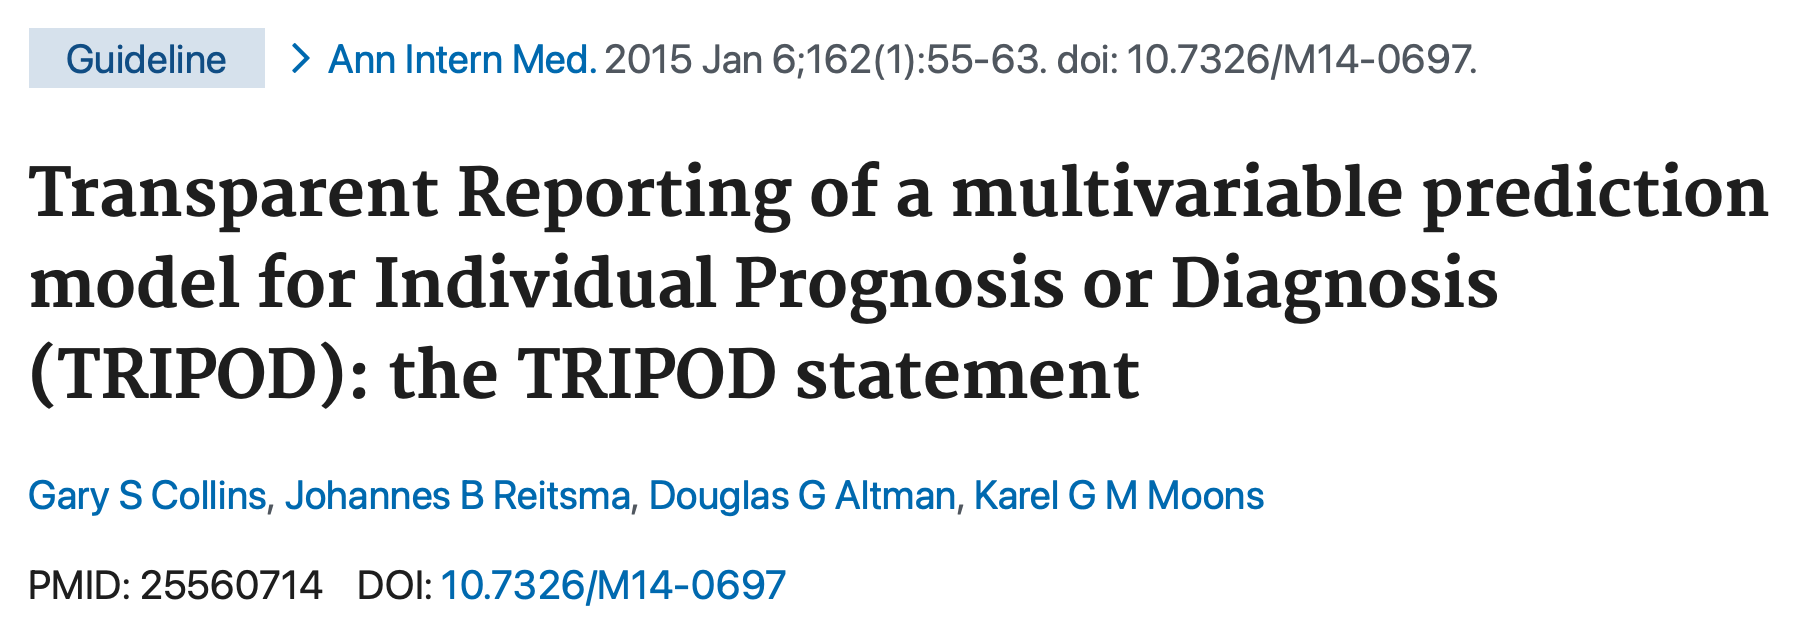 Guideline > Ann Intern Med. 2015 Jan 6;162(1):55-63. doi: 10.7326/M14-0697.
Transparent Reporting of a multivariable prediction
model for Individual Prognosis or Diagnosis
(TRIPOD): the TRIPOD statement
Gary S Collins, Johannes B Reitsma, Douglas G Altman, Karel G M Moons
PMID: 25560714 DOI: 10.7326/M14-0697